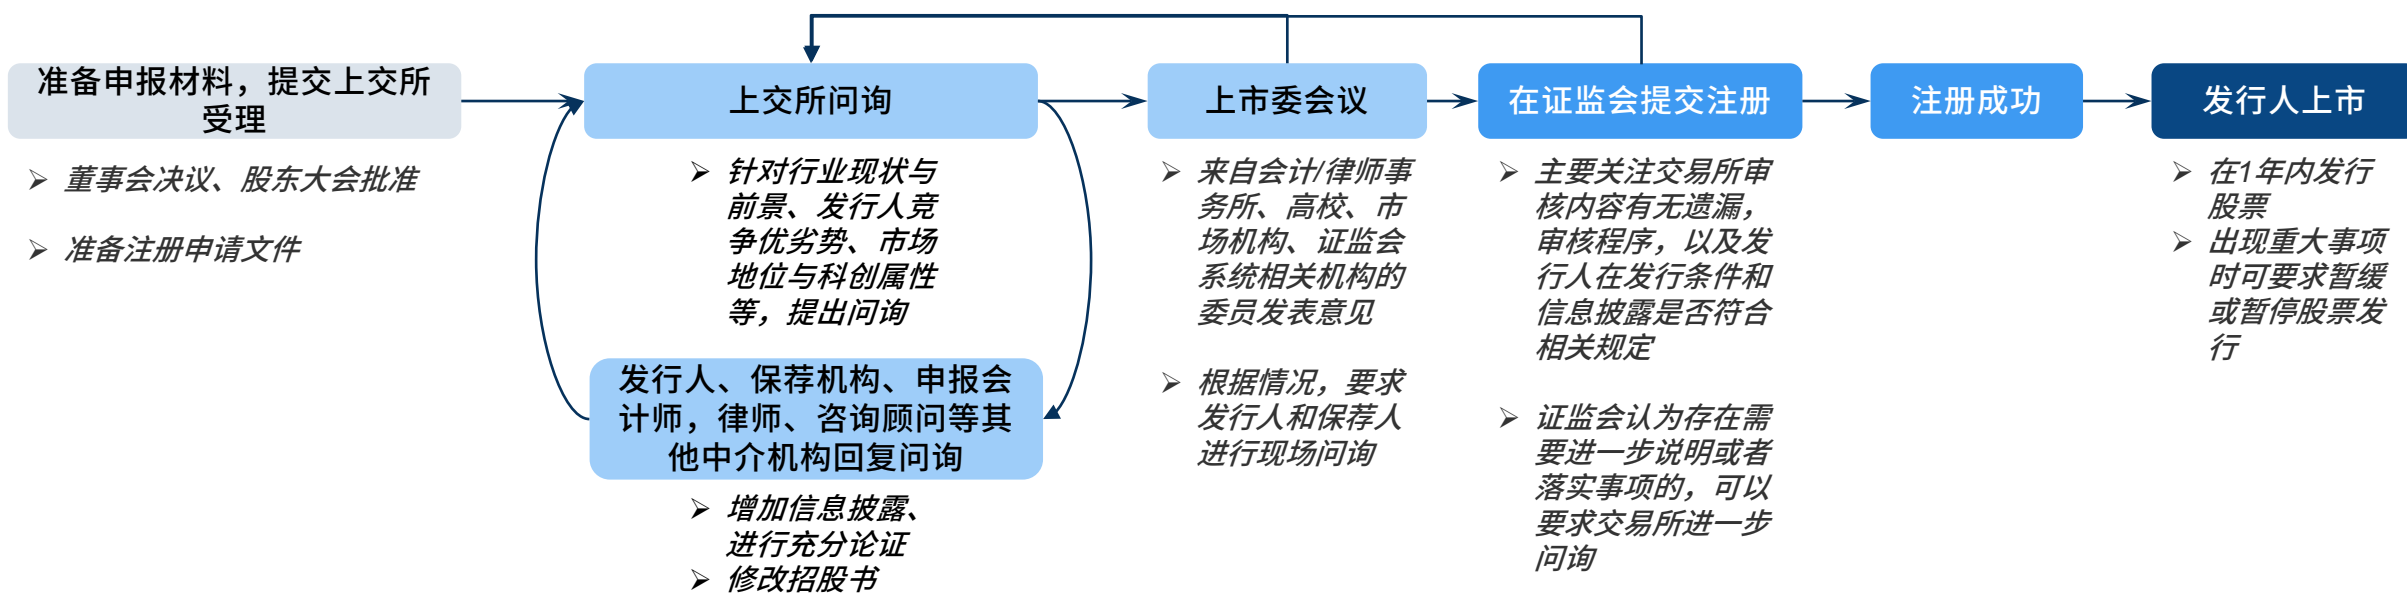 准备申报材料，提交上交所
受理
董事会决议、股东大会批准
准备注册申请文件
上交所问询
针对行业现状与
前景、发行人竞
争优劣势、市场
地位与科创属性
等，提出问询
发行人、保荐机构、申报会
计师，律师、咨询顾问等其
他中介机构回复问询
增加信息披露、
进行充分论证
修改招股书
上市委会议
来自会计/律师事
务所、高校、市
场机构、证监会
系统相关机构的
委员发表意见
根据情况，要求
发行人和保荐人
进行现场问询
在证监会提交注册
主要关注交易所审
核内容有无遗漏，
审核程序，以及发
行人在发行条件和
信息披露是否符合
相关规定
证监会认为存在需
要进一步说明或者
落实事项的，可以
要求交易所进一步
问询
注册成功
发行人上市
在1年内发行
股票
出现重大事项
时可要求暂缓
或暂停股票发
行